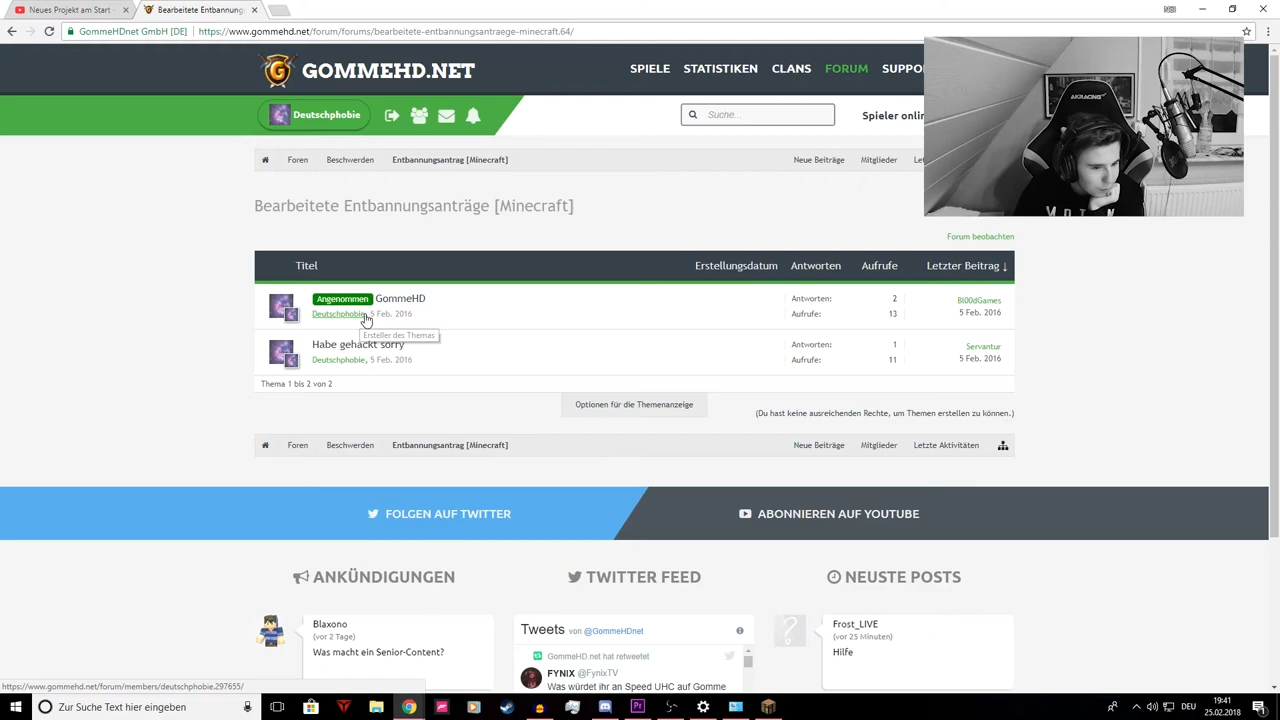 Neues Projekt am Start -
Bearbeitete Entbannungsan
GommeHDnet GmbH [DE]
https://www.gommehd.net/forum/forums/bearbeitete-entbannungsantraege-minecraft.64/
GOMMEHD.NET
SPIELE
STATISTIKEN
CLANS
FORUM
SUPPO
AKRACING
Deutschphobie
Suche...
Spieler onlin
Foren
Beschwerden
Entbannungsantrag [Minecraft]
Neue Beiträge
Mitglieder
Let
Bearbeitete Entbannungsanträge [Minecraft]
Forum beobachten
Titel
Erstellungsdatum
Antworten
Aufrufe
Letzter Beitrag ↓
Angenommen GommeHD
Deutschphobie, 5 Feb. 2016
Antworten: 2
Aufrufe: 13
Bl00dGames
5 Feb. 2016
Ersteller des Themas
Habe gehackt sorry
Deutschphobie, 5 Feb. 2016
Antworten: 1
Aufrufe: 11
Servantur
5 Feb. 2016
Thema 1 bis 2 von 2
Optionen für die Themenanzeige
(Du hast keine ausreichenden Rechte, um Themen erstellen zu können.)
Foren
Beschwerden
Entbannungsantrag [Minecraft]
Neue Beiträge
Mitglieder
Letzte Aktivitäten
FOLGEN AUF TWITTER
ABONNIEREN AUF YOUTUBE
ANKÜNDIGUNGEN
TWITTER FEED
NEUSTE POSTS
Blaxono
(vor 2 Tage)
Was macht ein Senior-Content?
Tweets von @GommeHDnet
GommeHD.net hat retweetet
FYNIX @FynixTV
Was würdet ihr an Speed UHC auf Gomme
Frost_LIVE
(vor 25 Minuten)
Hilfe
https://www.gommehd.net/forum/members/deutschphobie.297655/
Zur Suche Text hier eingeben
19:41
25.02.2018